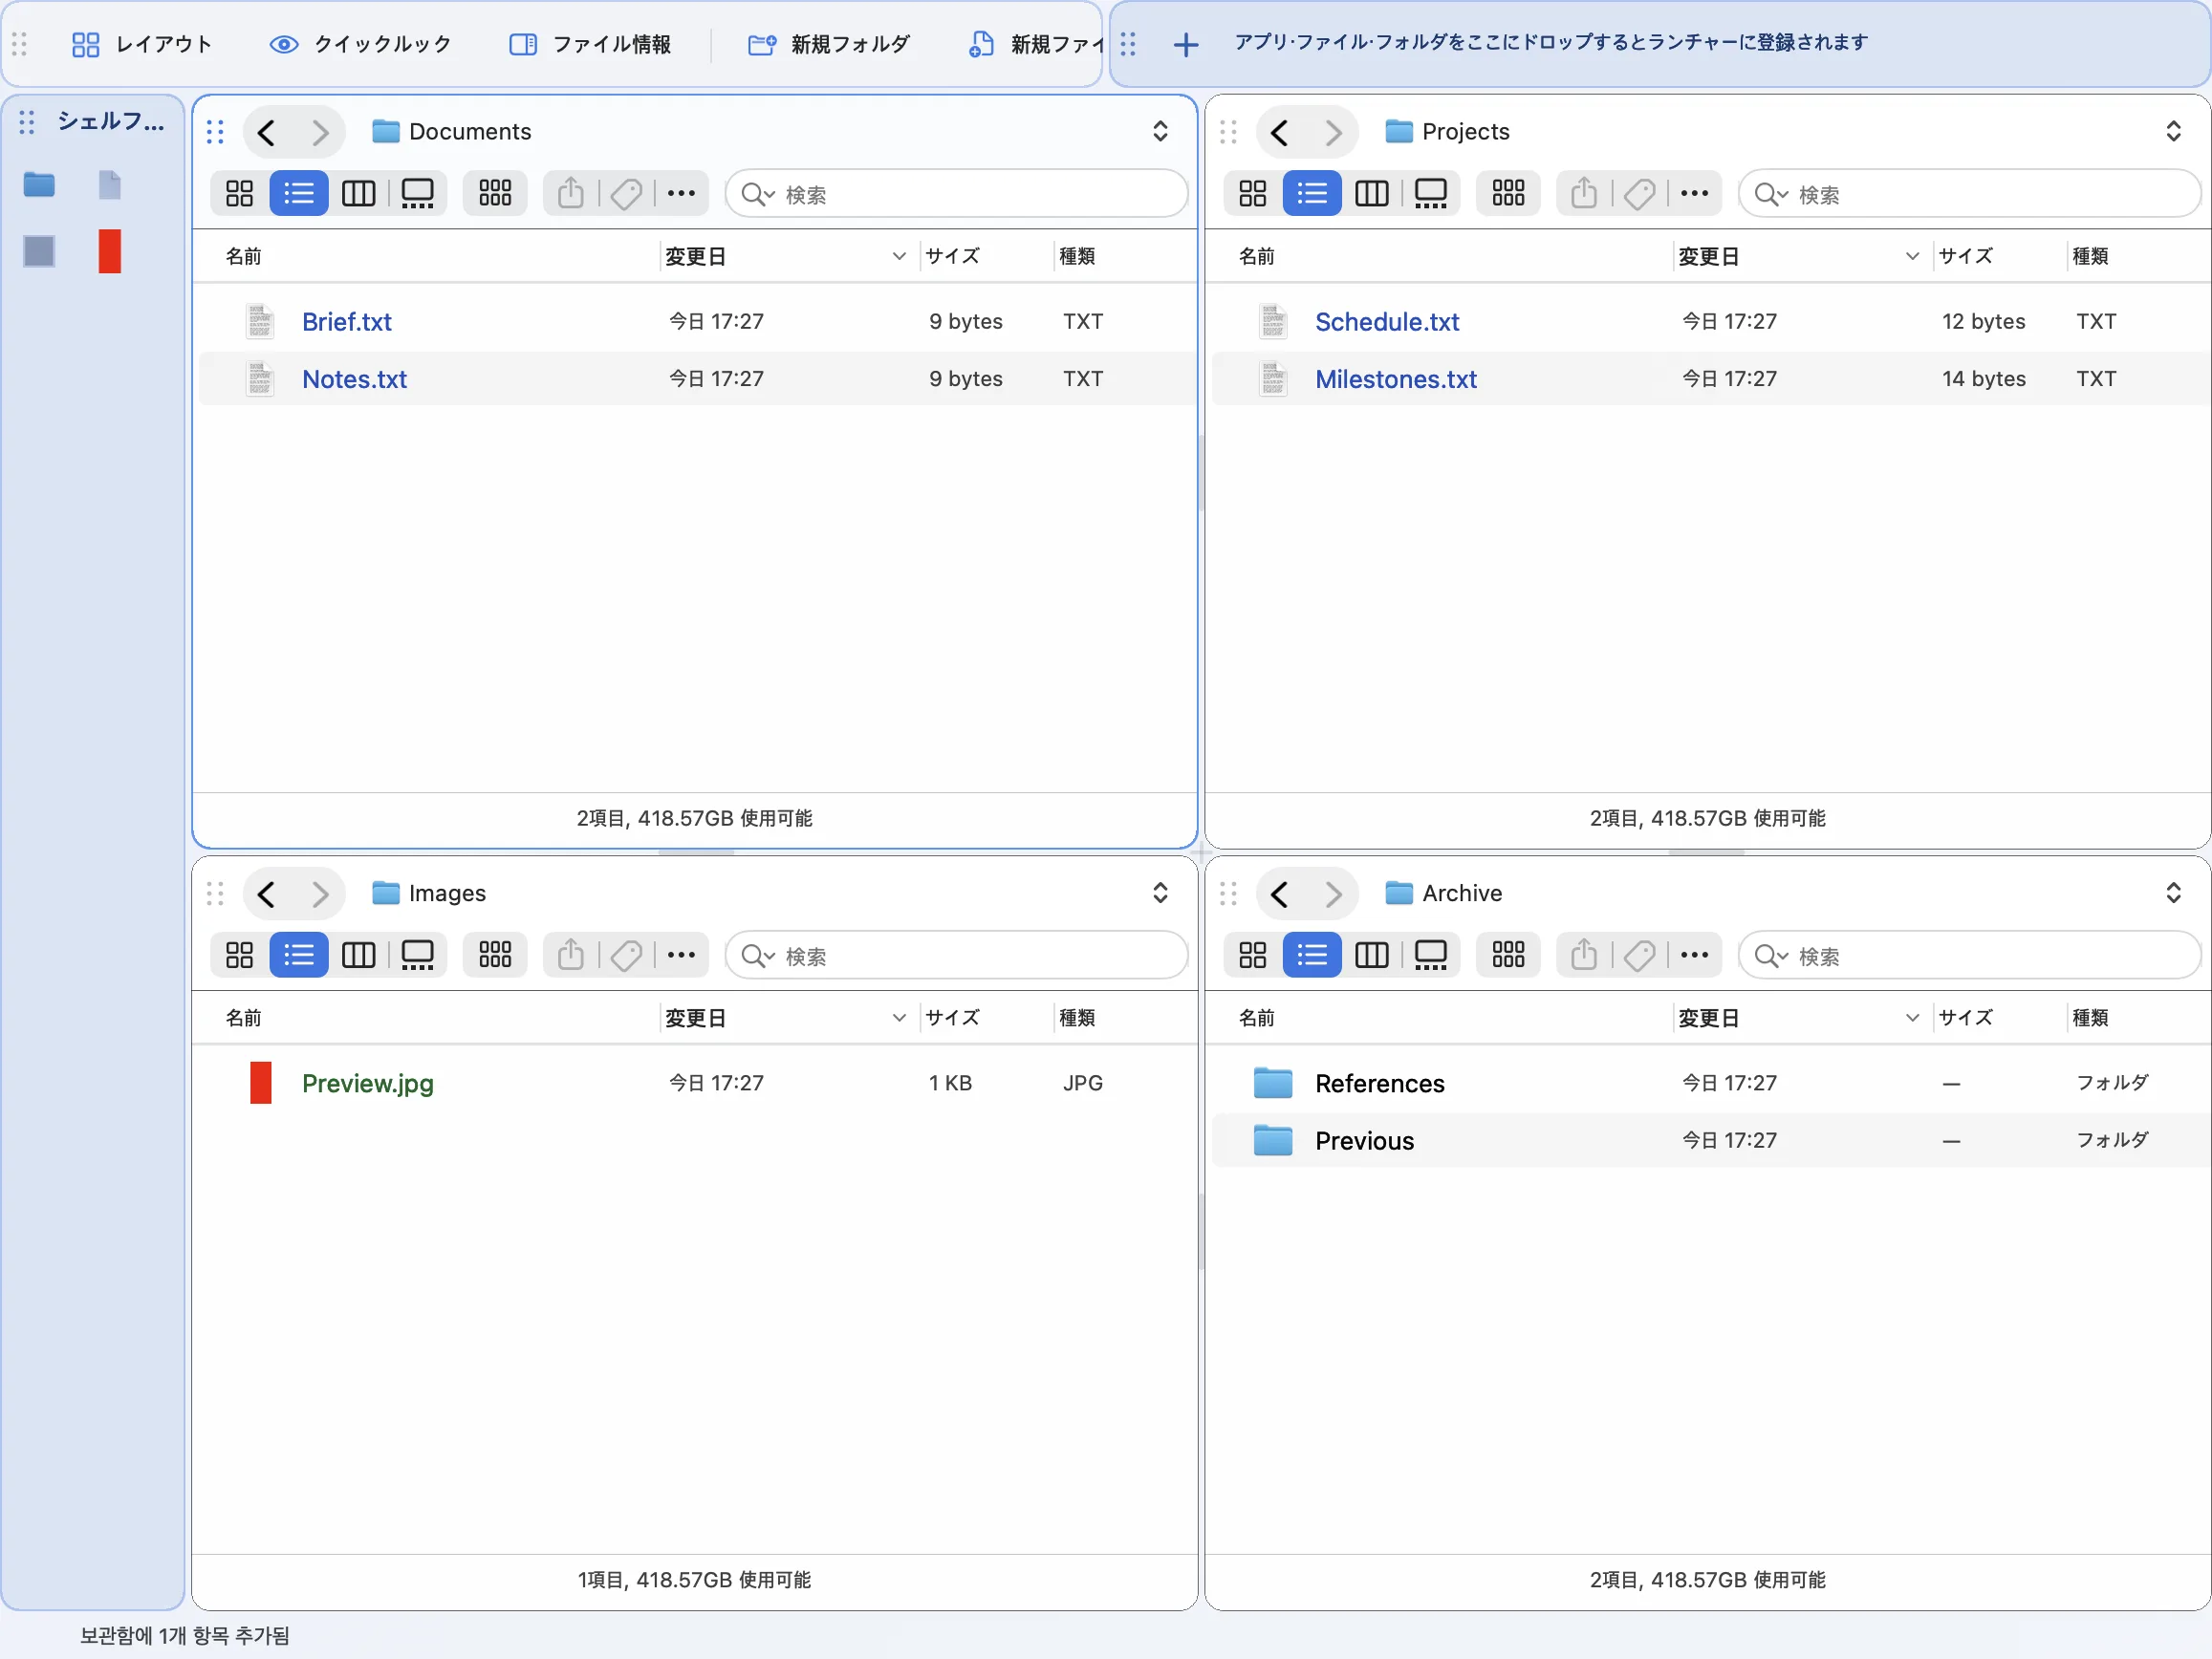 レイアウト
クイックルック
ファイル情報
新規フォルダ
新規ファイ
アプリ·ファイル·フォルダをここにドロップするとランチャーに登録されます
シェルフ...
Documents
検索
名前 変更日 サイズ 種類
Brief.txt 今日 17:27 9 bytes TXT
Notes.txt 今日 17:27 9 bytes TXT
2項目, 418.57GB 使用可能
Projects
検索
名前 変更日 サイズ 種類
Schedule.txt 今日 17:27 12 bytes TXT
Milestones.txt 今日 17:27 14 bytes TXT
2項目, 418.57GB 使用可能
Images
検索
名前 変更日 サイズ 種類
Preview.jpg 今日 17:27 1 KB JPG
1項目, 418.57GB 使用可能
Archive
検索
名前 変更日 サイズ 種類
References 今日 17:27 — フォルダ
Previous 今日 17:27 — フォルダ
2項目, 418.57GB 使用可能
보관함에 1개 항목 추가됨